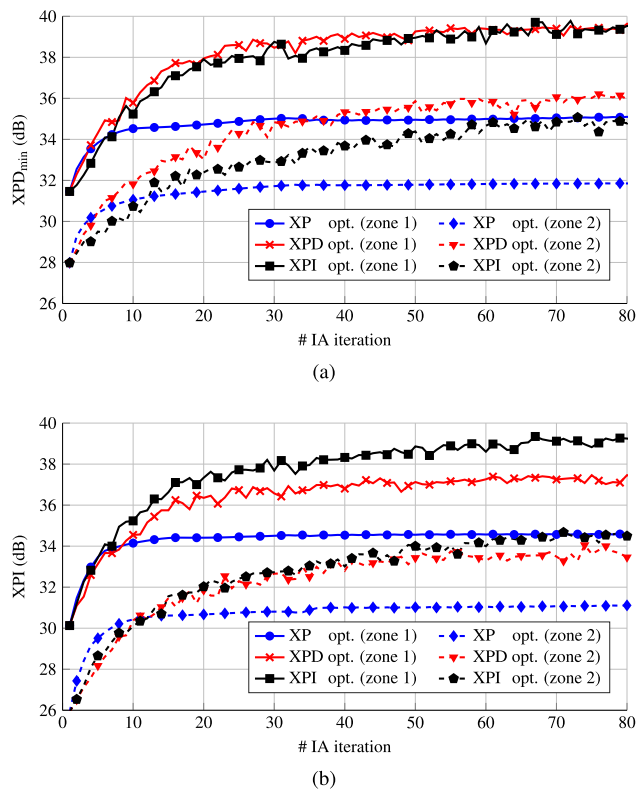 40
38
36
34
32
30
28
26
XPDmin (dB)
XP opt. (zone 1)
XP opt. (zone 2)
XPD opt. (zone 1)
XPD opt. (zone 2)
XPI opt. (zone 1)
XPI opt. (zone 2)
0 10 20 30 40 50 60 70 80
# IA iteration
(a)
40
38
36
34
32
30
28
26
XPI (dB)
XP opt. (zone 1)
XP opt. (zone 2)
XPD opt. (zone 1)
XPD opt. (zone 2)
XPI opt. (zone 1)
XPI opt. (zone 2)
0 10 20 30 40 50 60 70 80
# IA iteration
(b)